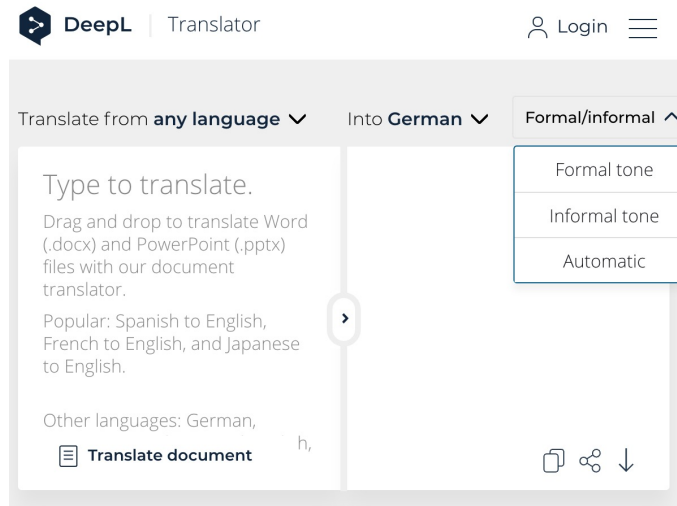 DeepL Translator
Login
Translate from any language
Into German
Formal/informal
Formal tone
Informal tone
Automatic
Type to translate.
Drag and drop to translate Word
(.docx) and PowerPoint (.pptx)
files with our document
translator.
Popular: Spanish to English,
French to English, and Japanese
to English.
Other languages: German,
h,
Translate document